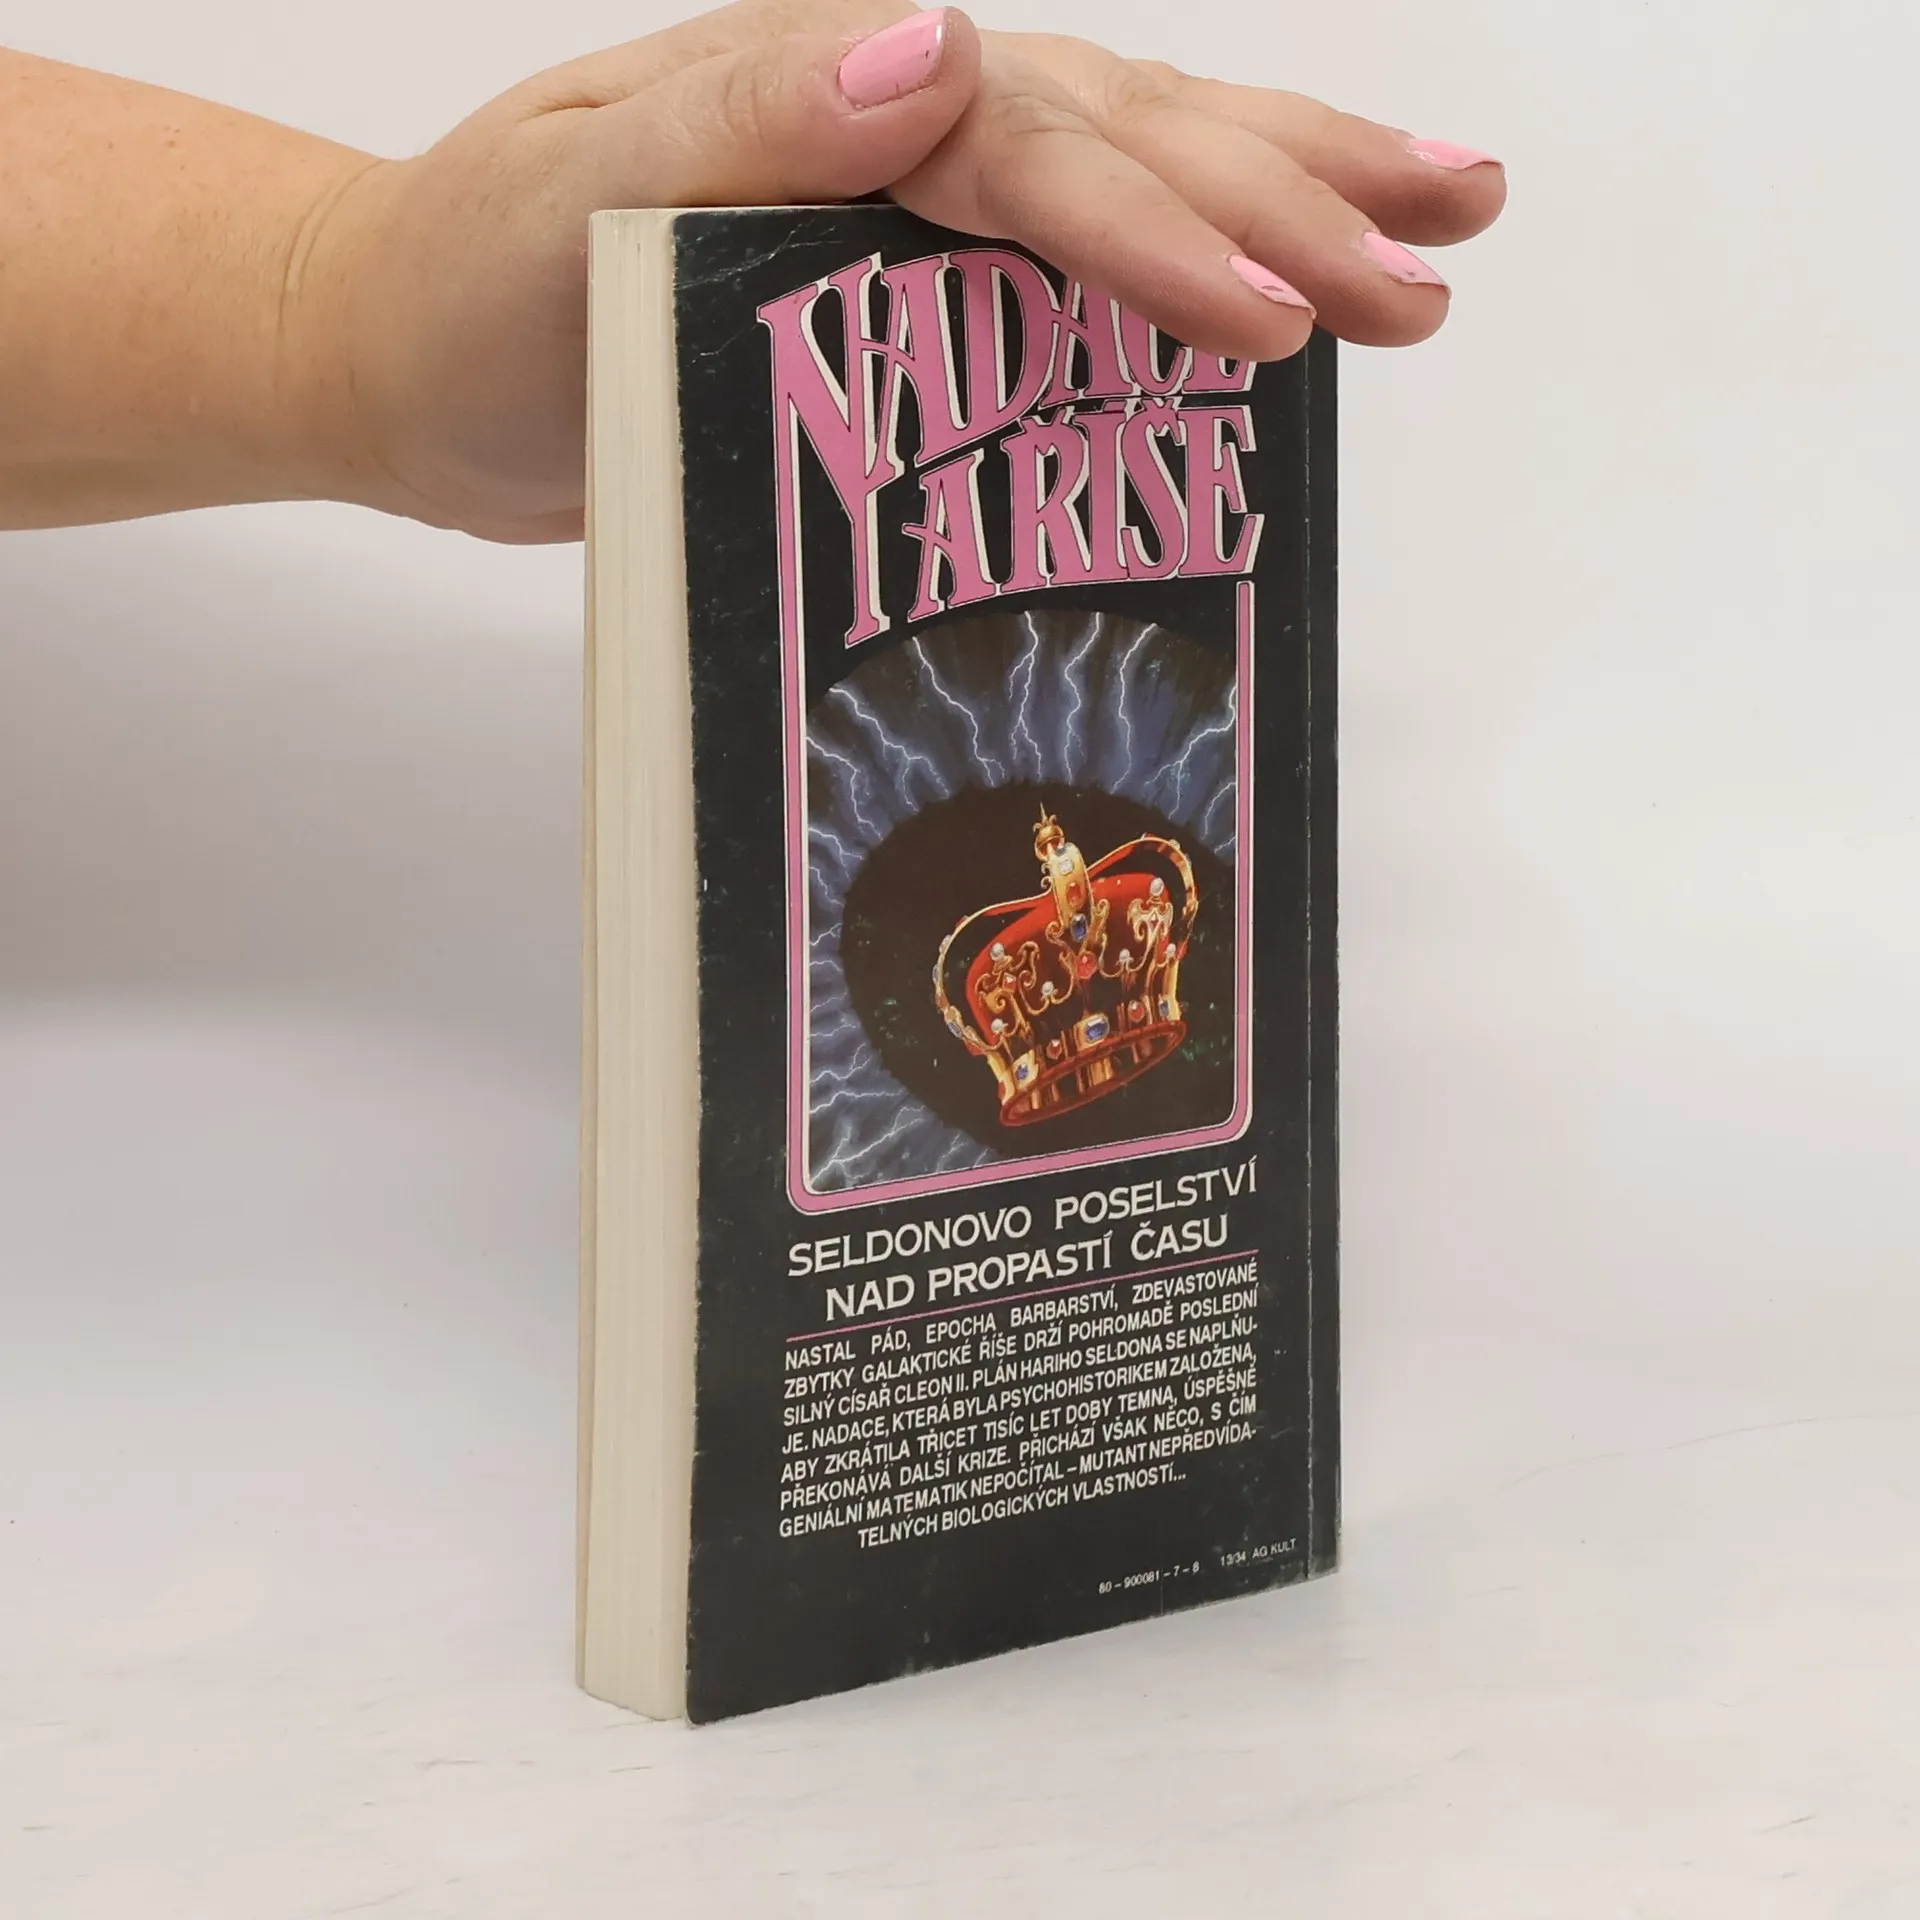 NADACE
A ŘÍŠE
SELDONOVO POSELSTVÍ
NAD PROPASTÍ ČASU
NASTAL PÁD, EPOCHA BARBARSTVÍ, ZDEVASTOVANÉ
ZBYTKY GALAKTICKÉ ŘÍŠE DRŽÍ POHROMADĚ POSLEDNÍ
SILNÝ CÍSAŘ CLEON II. PLÁN HARIHO SELDONA SE NAPLŇU-
JE. NADACE, KTERÁ BYLA PSYCHOHISTORIKEM ZALOŽENA,
ABY ZKRÁTILA TŘICET TISÍC LET DOBY TEMNA, ÚSPĚŠNĚ
PŘEKONÁVÁ DALŠÍ KRIZE. PŘICHÁZÍ VŠAK NĚCO, S ČÍM
GENIÁLNÍ MATEMATIK NEPOČÍTAL – MUTANT NEPŘEDVÍDA-
TELNÝCH BIOLOGICKÝCH VLASTNOSTÍ...
80 – 900081 – 7 – 8 13/34 AG KULT